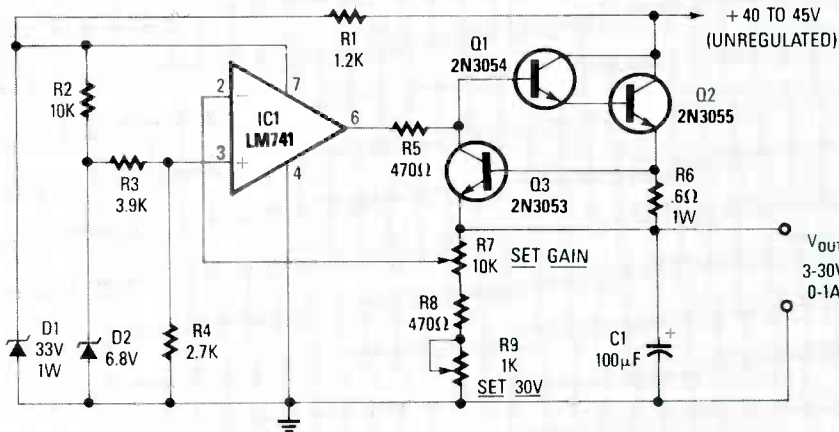 +40 TO 45V
(UNREGULATED)
R1
1.2K
Q1
2N3054
Q2
2N3055
R2
10K
2
7
IC1
LM741
6
3
4
R5
470Ω
R3
3.9K
Q3
2N3053
R6
.6Ω
1W
R7
10K
SET GAIN
VOUT
3-30V
0-1A
R8
470Ω
D1
33V
1W
D2
6.8V
R4
2.7K
R9
1K
SET 30V
C1
100µF
+